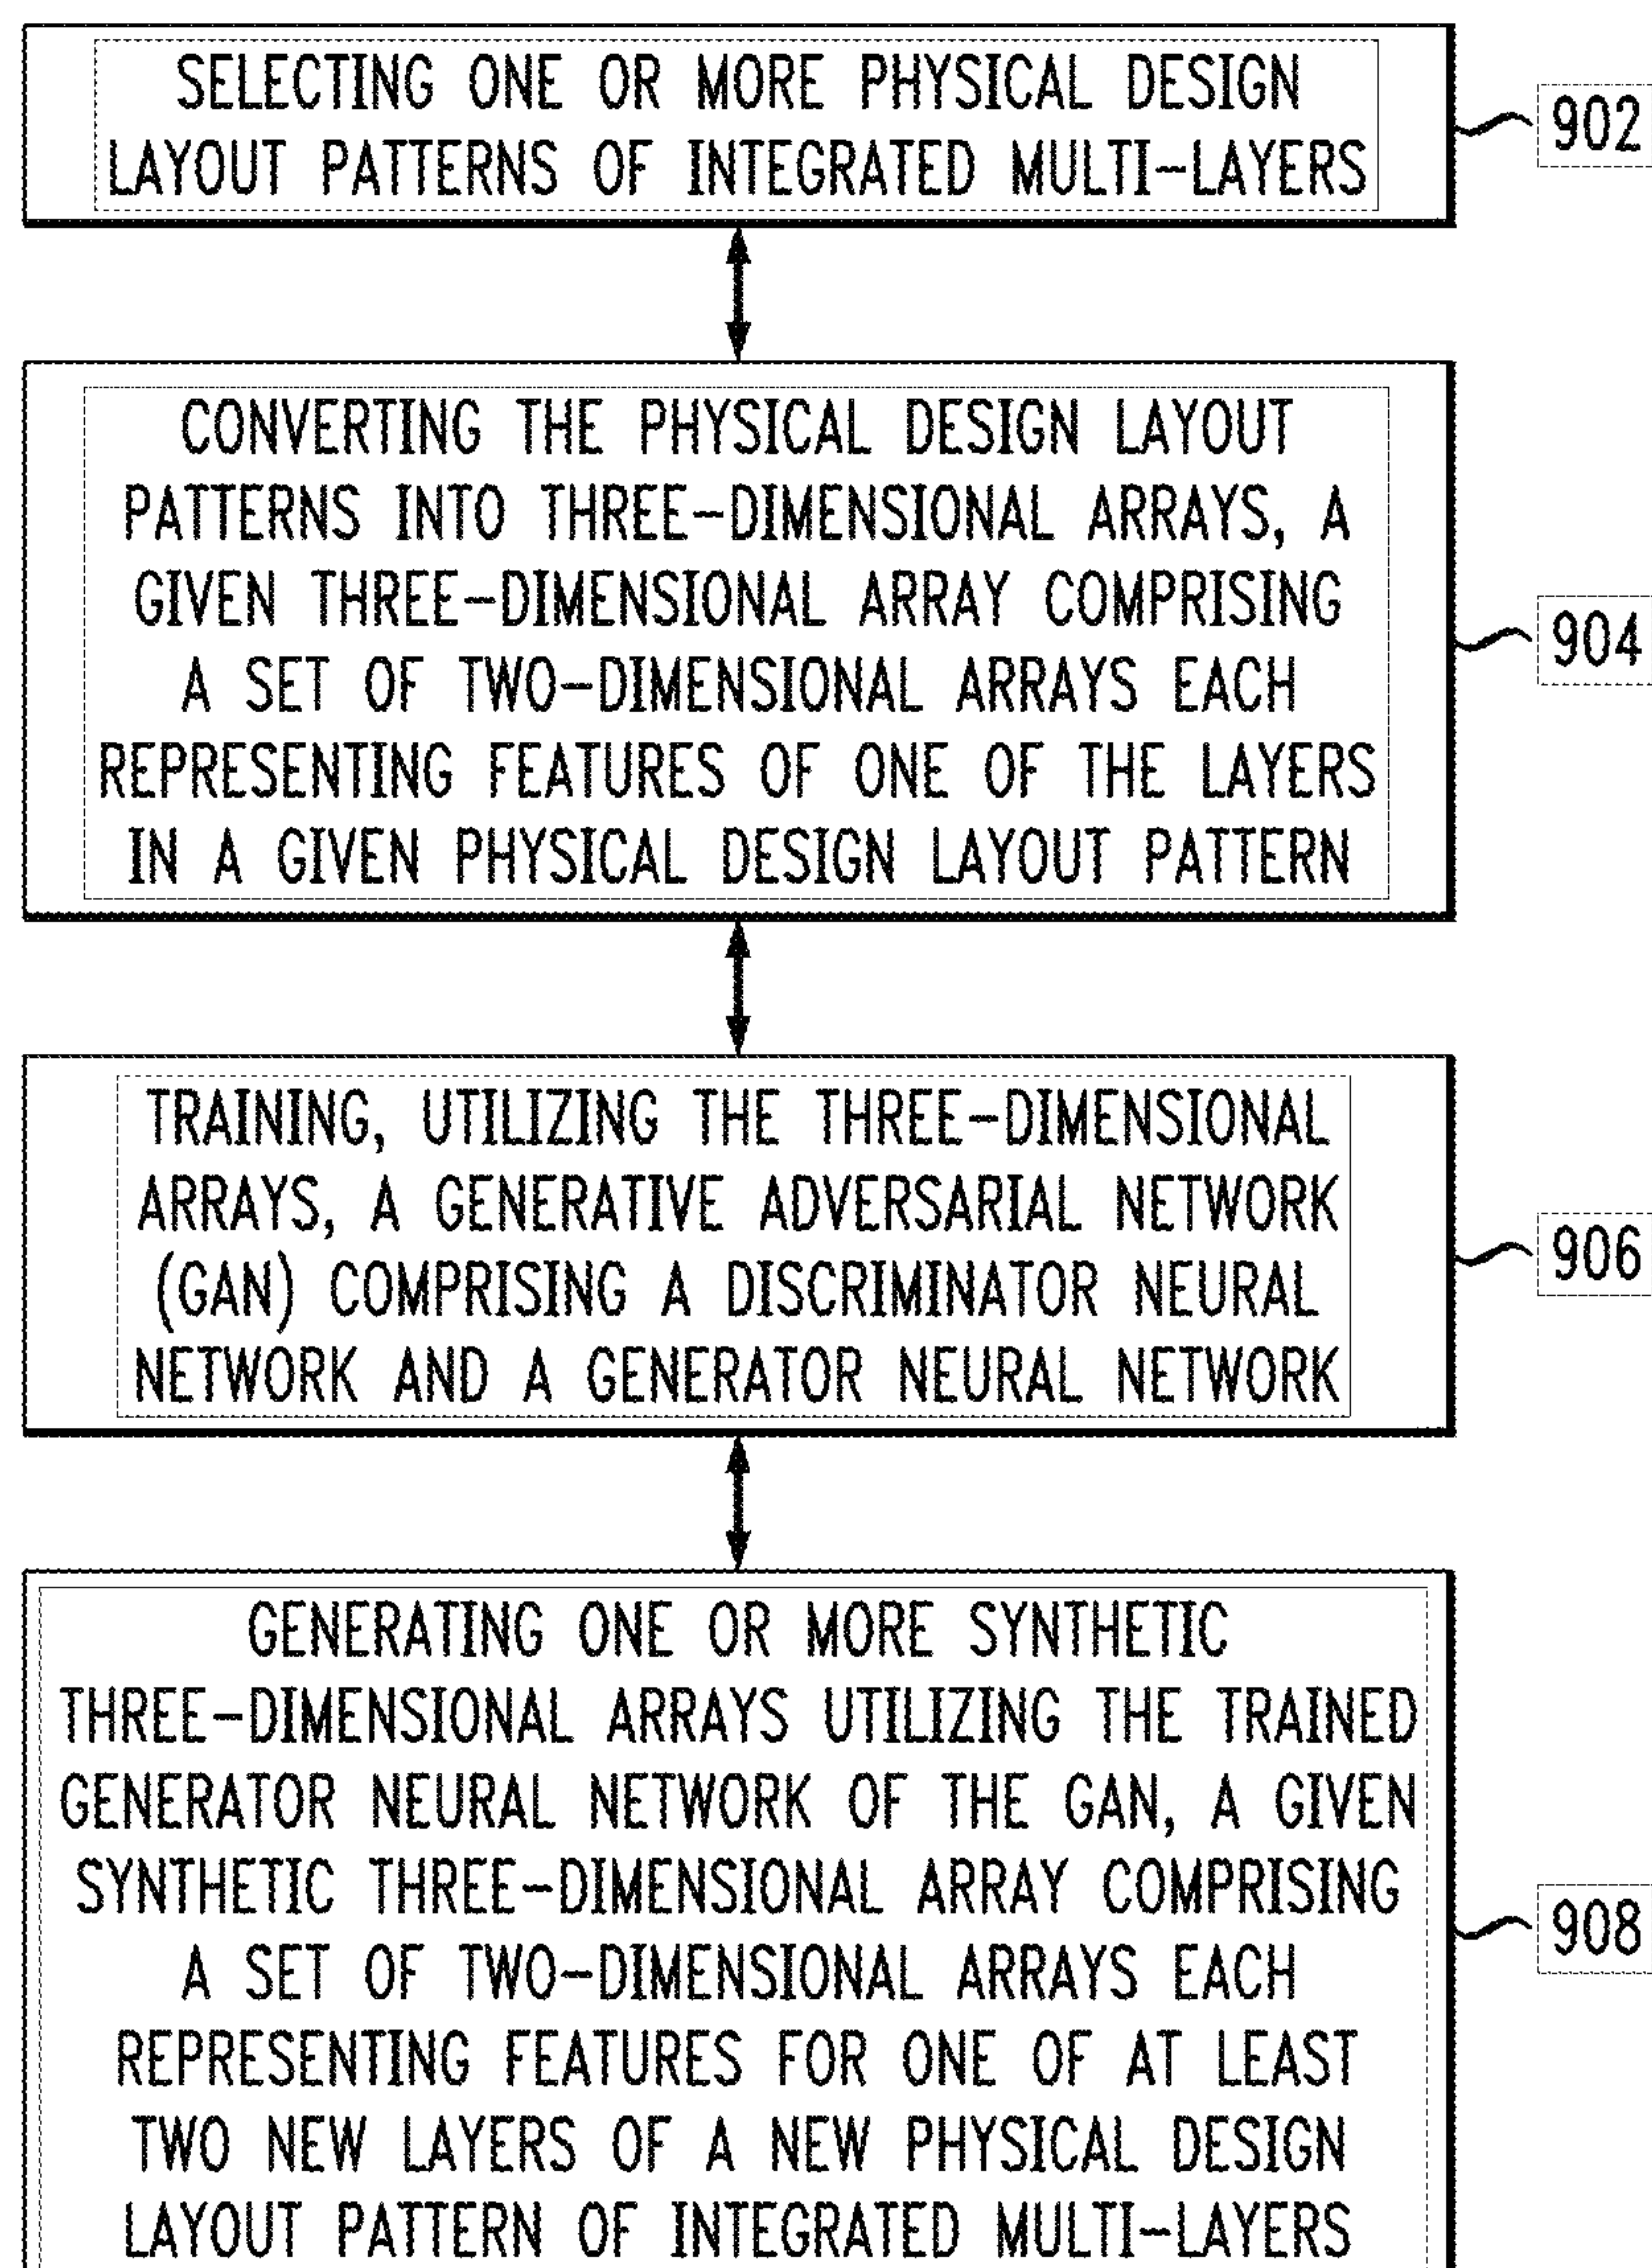 SELECTING ONE OR MORE PHYSICAL DESIGN
LAYOUT PATTERNS OF INTEGRATED MULTI-LAYERS
902
CONVERTING THE PHYSICAL DESIGN LAYOUT
PATTERNS INTO THREE-DIMENSIONAL ARRAYS, A
GIVEN THREE-DIMENSIONAL ARRAY COMPRISING
A SET OF TWO-DIMENSIONAL ARRAYS EACH
REPRESENTING FEATURES OF ONE OF THE LAYERS
IN A GIVEN PHYSICAL DESIGN LAYOUT PATTERN
904
TRAINING, UTILIZING THE THREE-DIMENSIONAL
ARRAYS, A GENERATIVE ADVERSARIAL NETWORK
(GAN) COMPRISING A DISCRIMINATOR NEURAL
NETWORK AND A GENERATOR NEURAL NETWORK
906
GENERATING ONE OR MORE SYNTHETIC
THREE-DIMENSIONAL ARRAYS UTILIZING THE TRAINED
GENERATOR NEURAL NETWORK OF THE GAN, A GIVEN
SYNTHETIC THREE-DIMENSIONAL ARRAY COMPRISING
A SET OF TWO-DIMENSIONAL ARRAYS EACH
REPRESENTING FEATURES FOR ONE OF AT LEAST
TWO NEW LAYERS OF A NEW PHYSICAL DESIGN
LAYOUT PATTERN OF INTEGRATED MULTI-LAYERS
908